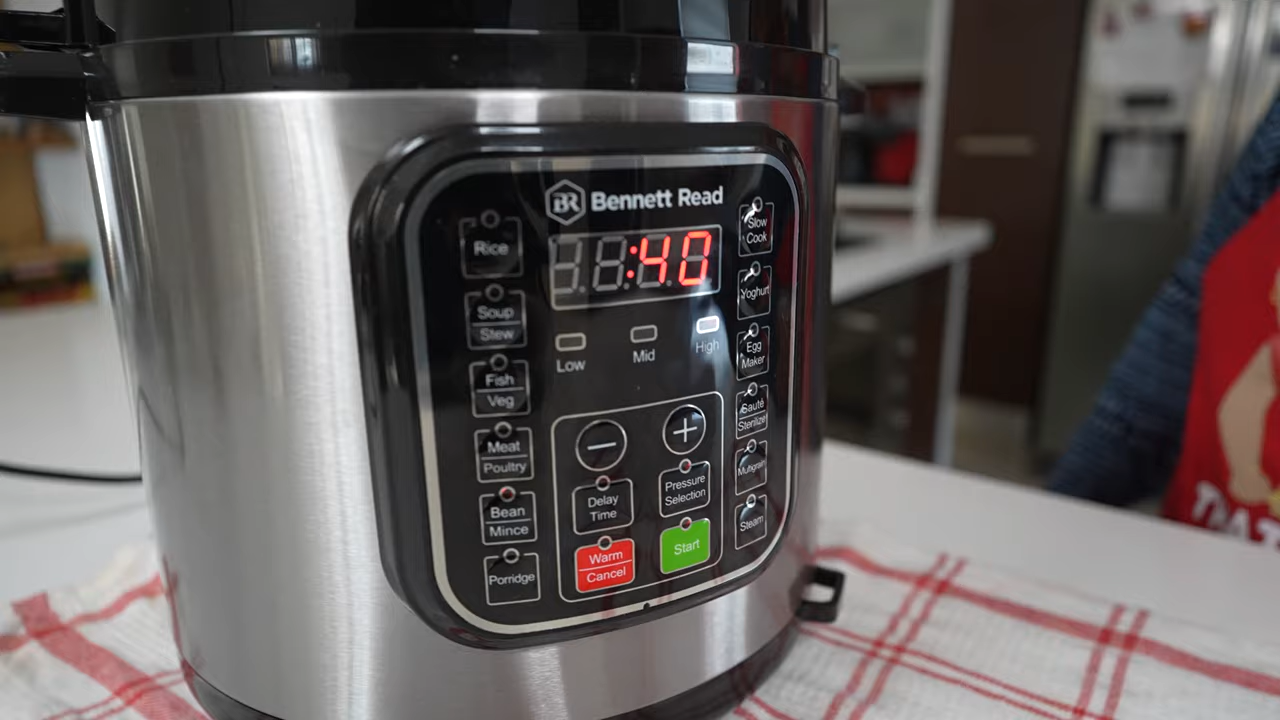 BR Bennett Read
:40
Rice
Soup
Stew
Fish
Veg
Meat
Poultry
Bean
Mince
Porridge
Low
Mid
High
Delay
Time
Pressure
Selection
Warm
Cancel
Start
Slow
Cook
Yoghurt
Egg
Maker
Sauté
Sterilize
Multigrain
Steam